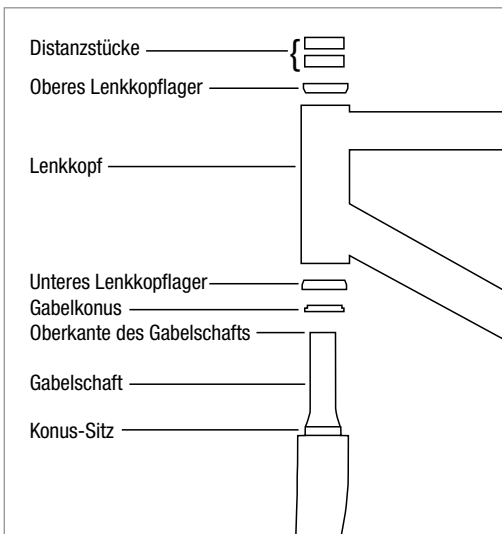 Distanzstücke
Oberes Lenkkopflager
Lenkkopf
Unteres Lenkkopflager
Gabelkonus
Oberkante des Gabelschafts
Gabelschaft
Konus-Sitz